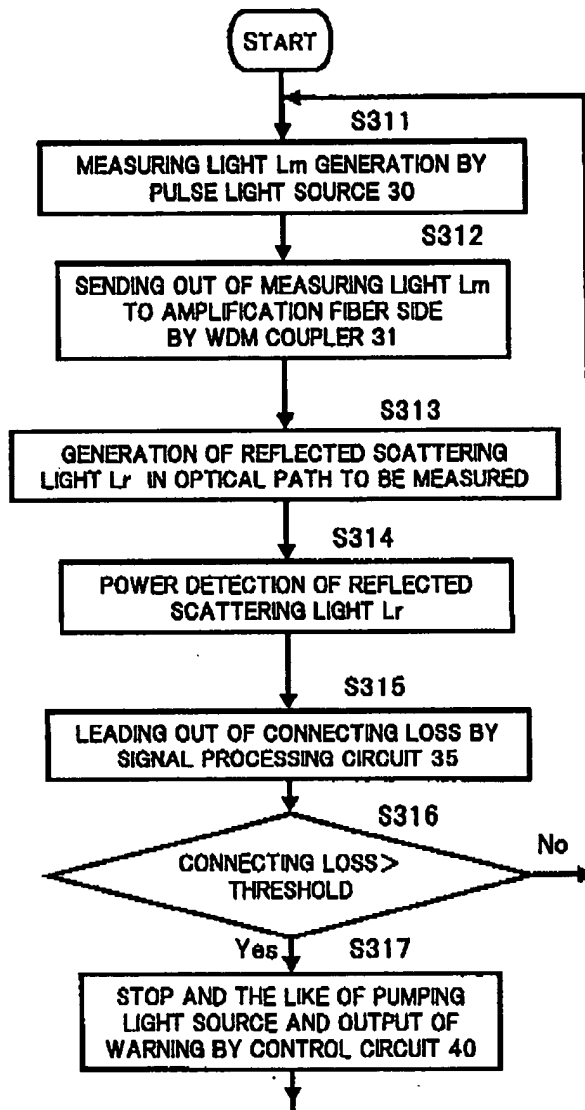 START
S311
MEASURING LIGHT Lm GENERATION BY
PULSE LIGHT SOURCE 30
S312
SENDING OUT OF MEASURING LIGHT Lm
TO AMPLIFICATION FIBER SIDE
BY WDM COUPLER 31
S313
GENERATION OF REFLECTED SCATTERING
LIGHT Lr IN OPTICAL PATH TO BE MEASURED
S314
POWER DETECTION OF REFLECTED
SCATTERING LIGHT Lr
S315
LEADING OUT OF CONNECTING LOSS BY
SIGNAL PROCESSING CIRCUIT 35
S316
CONNECTING LOSS>
THRESHOLD
No
Yes
S317
STOP AND THE LIKE OF PUMPING
LIGHT SOURCE AND OUTPUT OF
WARNING BY CONTROL CIRCUIT 40